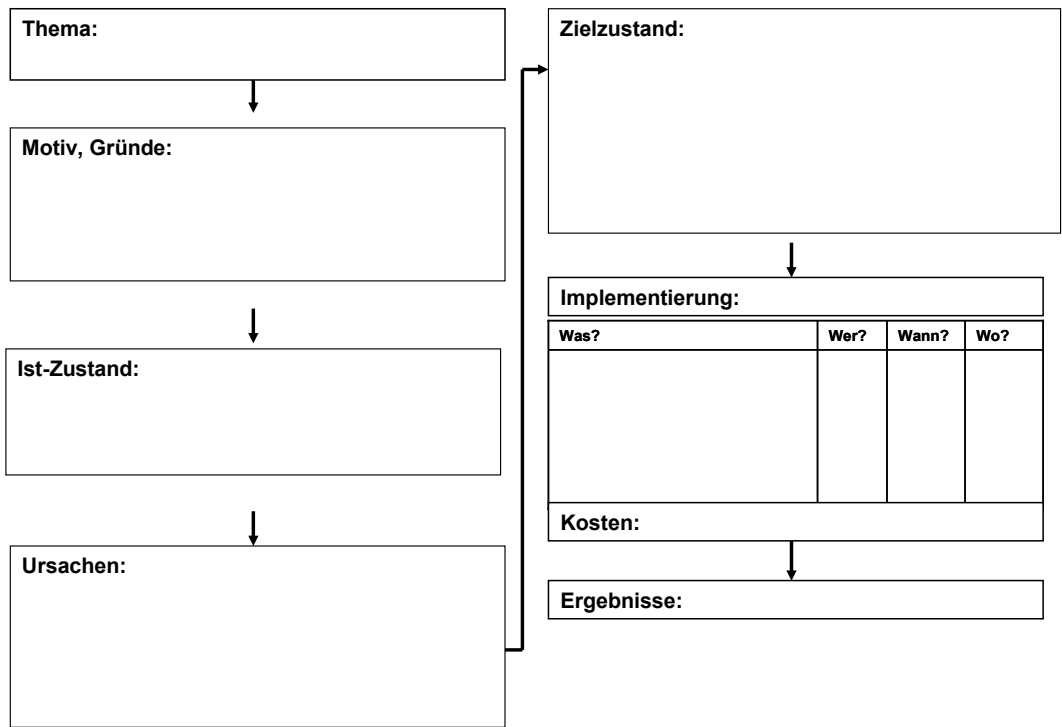 Thema:
Motiv, Gründe:
Ist-Zustand:
Ursachen:
Zielzustand:
Implementierung:
Was? Wer? Wann? Wo?
Kosten:
Ergebnisse: